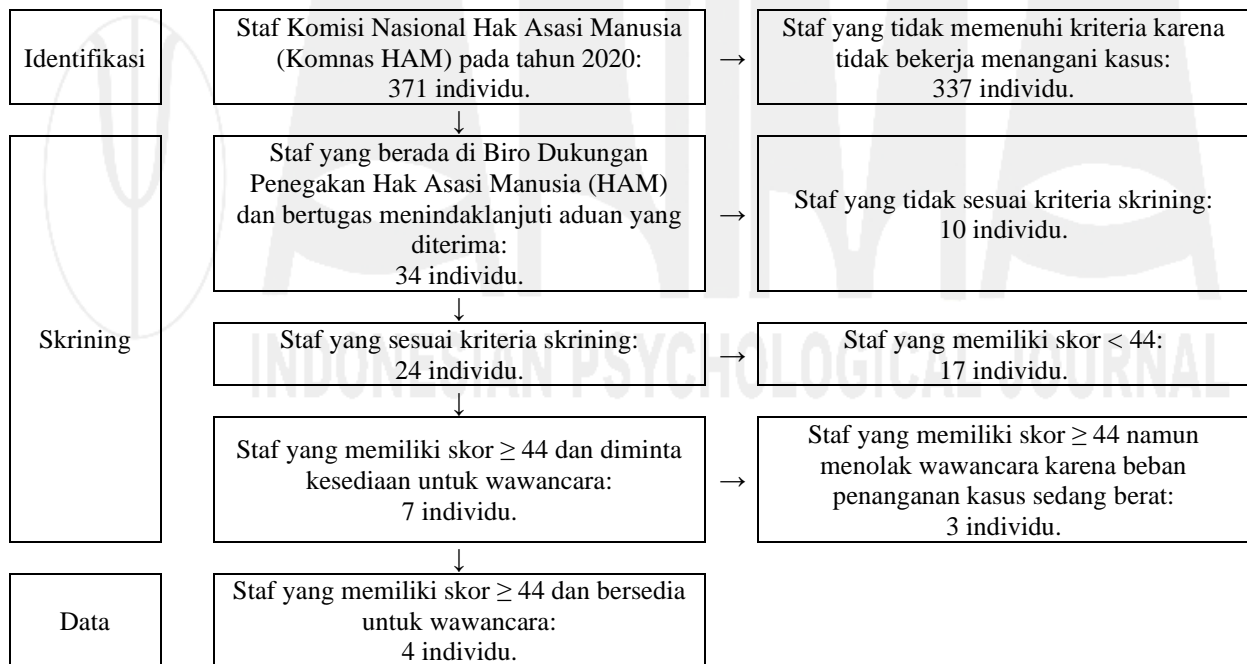 Identifikasi
Staf Komisi Nasional Hak Asasi Manusia
(Komnas HAM) pada tahun 2020:
371 individu.
→
Staf yang tidak memenuhi kriteria karena
tidak bekerja menangani kasus:
337 individu.
↓
Skrining
Staf yang berada di Biro Dukungan
Penegakan Hak Asasi Manusia (HAM)
dan bertugas menindaklanjuti aduan yang
diterima:
34 individu.
→
Staf yang tidak sesuai kriteria skrining:
10 individu.
↓
Staf yang sesuai kriteria skrining:
24 individu.
→
Staf yang memiliki skor < 44:
17 individu.
↓
Staf yang memiliki skor ≥ 44 dan diminta
kesediaan untuk wawancara:
7 individu.
→
Staf yang memiliki skor ≥ 44 namun
menolak wawancara karena beban
penanganan kasus sedang berat:
3 individu.
↓
Data
Staf yang memiliki skor ≥ 44 dan bersedia
untuk wawancara:
4 individu.
INDONESIAN PSYCHOLOGICAL JOURNAL